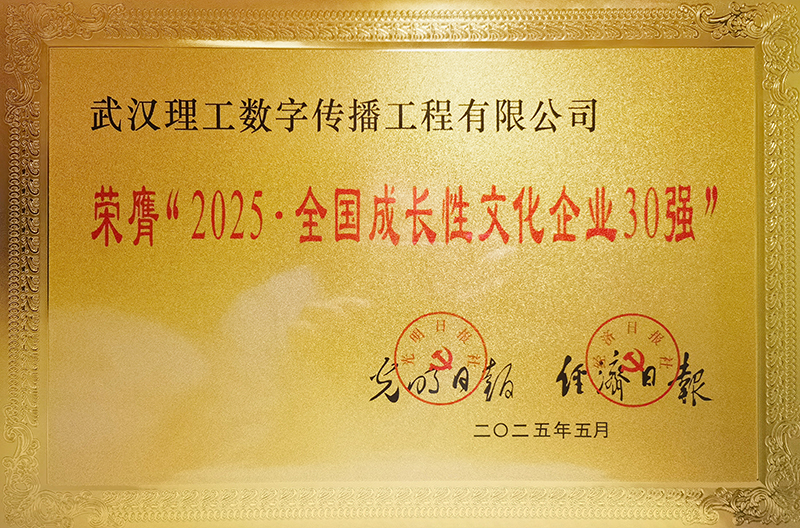 武汉理工数字传播工程有限公司
荣膺“2025·全国成长性文化企业30强”
光明日报社 经济日报社
光明日报 经济日报
二〇二五年五月